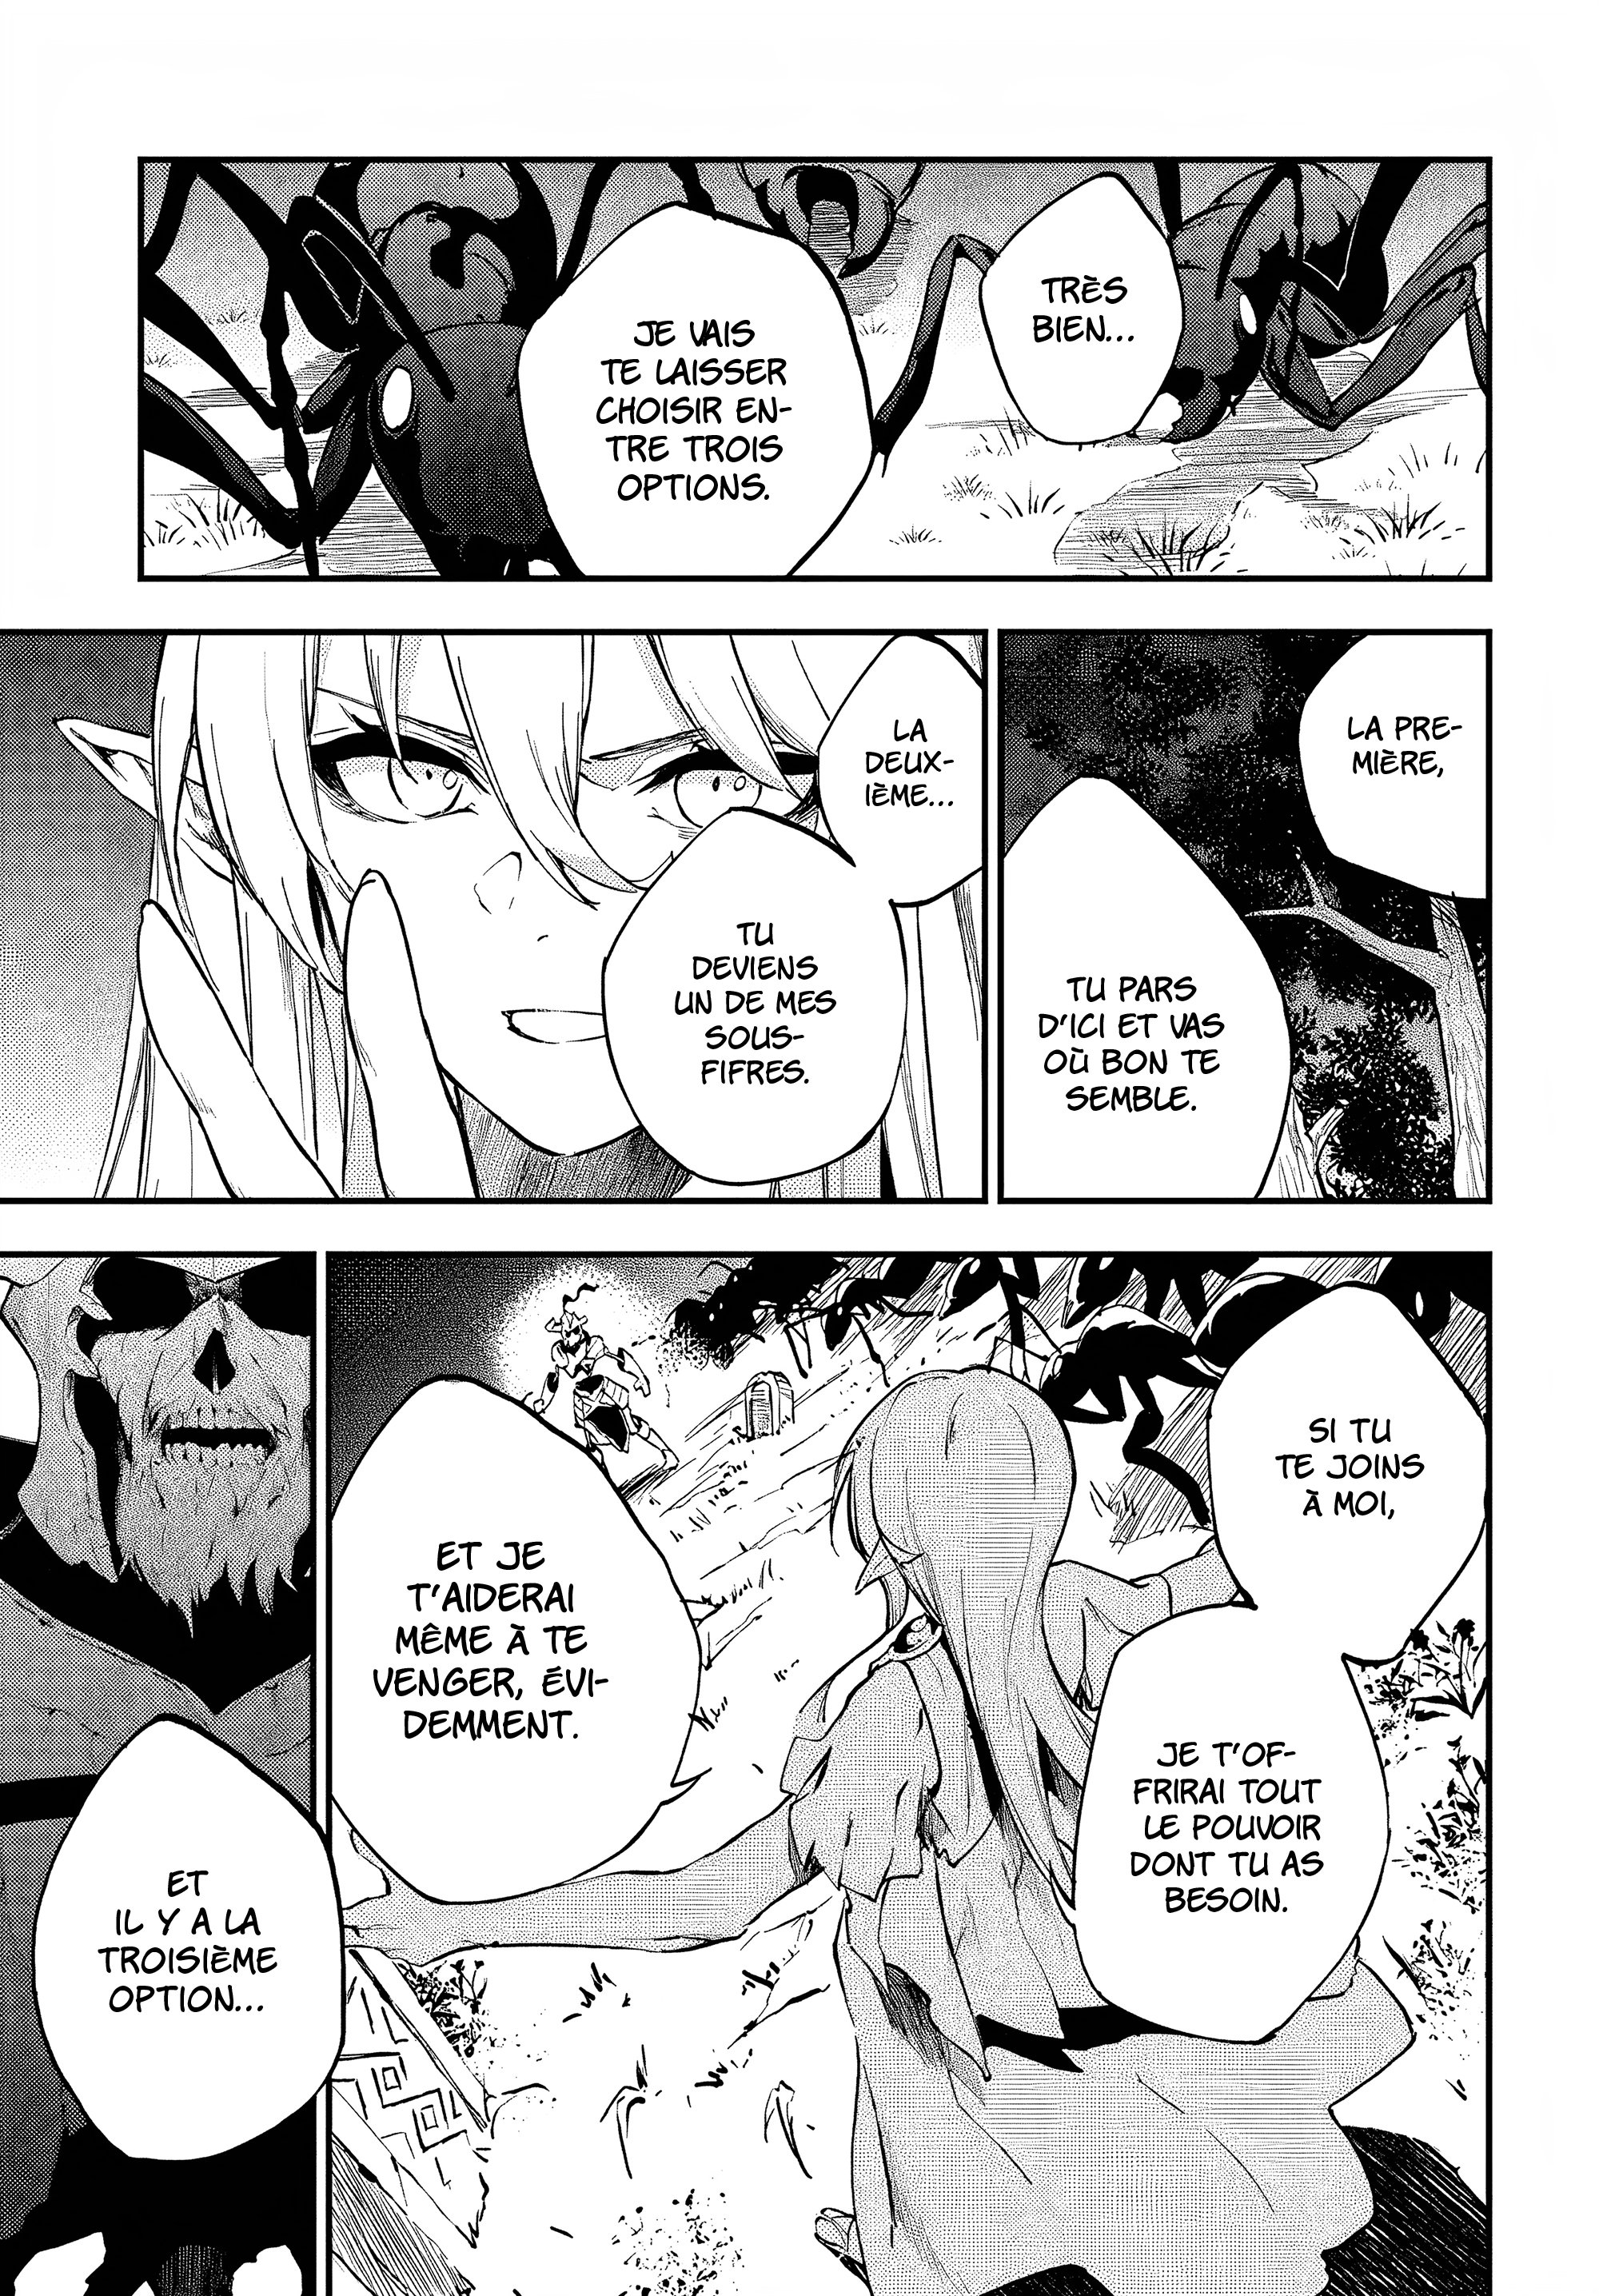 TRÈS
BIEN...
JE VAIS
TE LAISSER
CHOISIR EN-
TRE TROIS
OPTIONS.
LA PRE-
MIÈRE,
TU PARS
D'ICI ET VAS
OÙ BON TE
SEMBLE.
LA
DEUX-
IÈME...
TU
DEVIENS
UN DE MES
SOUS-
FIFRES.
SI TU
TE JOINS
À MOI,
JE T'OF-
FRIRAI TOUT
LE POUVOIR
DONT TU AS
BESOIN.
ET JE
T'AIDERAI
MÊME À TE
VENGER, ÉVI-
DEMMENT.
ET
IL Y A LA
TROISIÈME
OPTION...